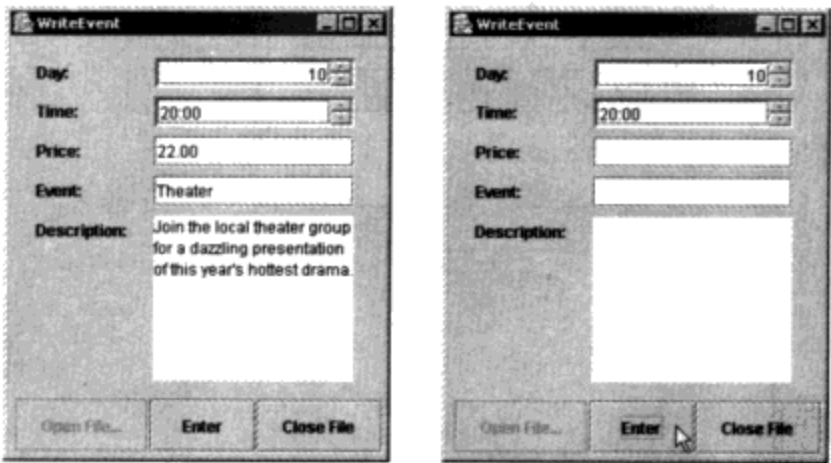 WriteEvent
Day: 10
Time: 20:00
Price: 22.00
Event: Theater
Description: Join the local theater group
for a dazzling presentation
of this year's hottest drama.
Open File... Enter Close File
WriteEvent
Day: 10
Time: 20:00
Price:
Event:
Description:
Open File... Enter Close File